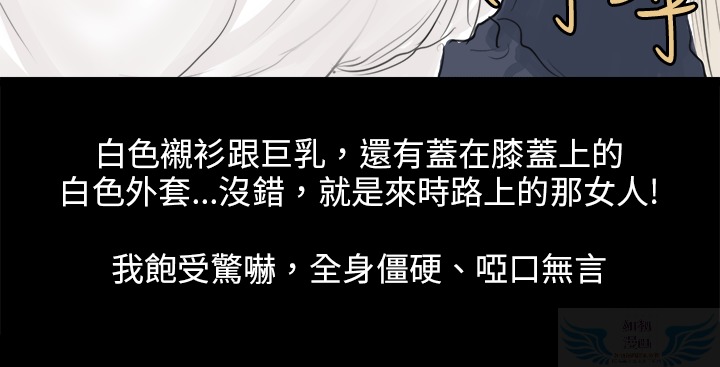 白色襯衫跟巨乳，還有蓋在膝蓋上的
白色外套...沒錯，就是來時路上的那女人!
我飽受驚嚇，全身僵硬、啞口無言